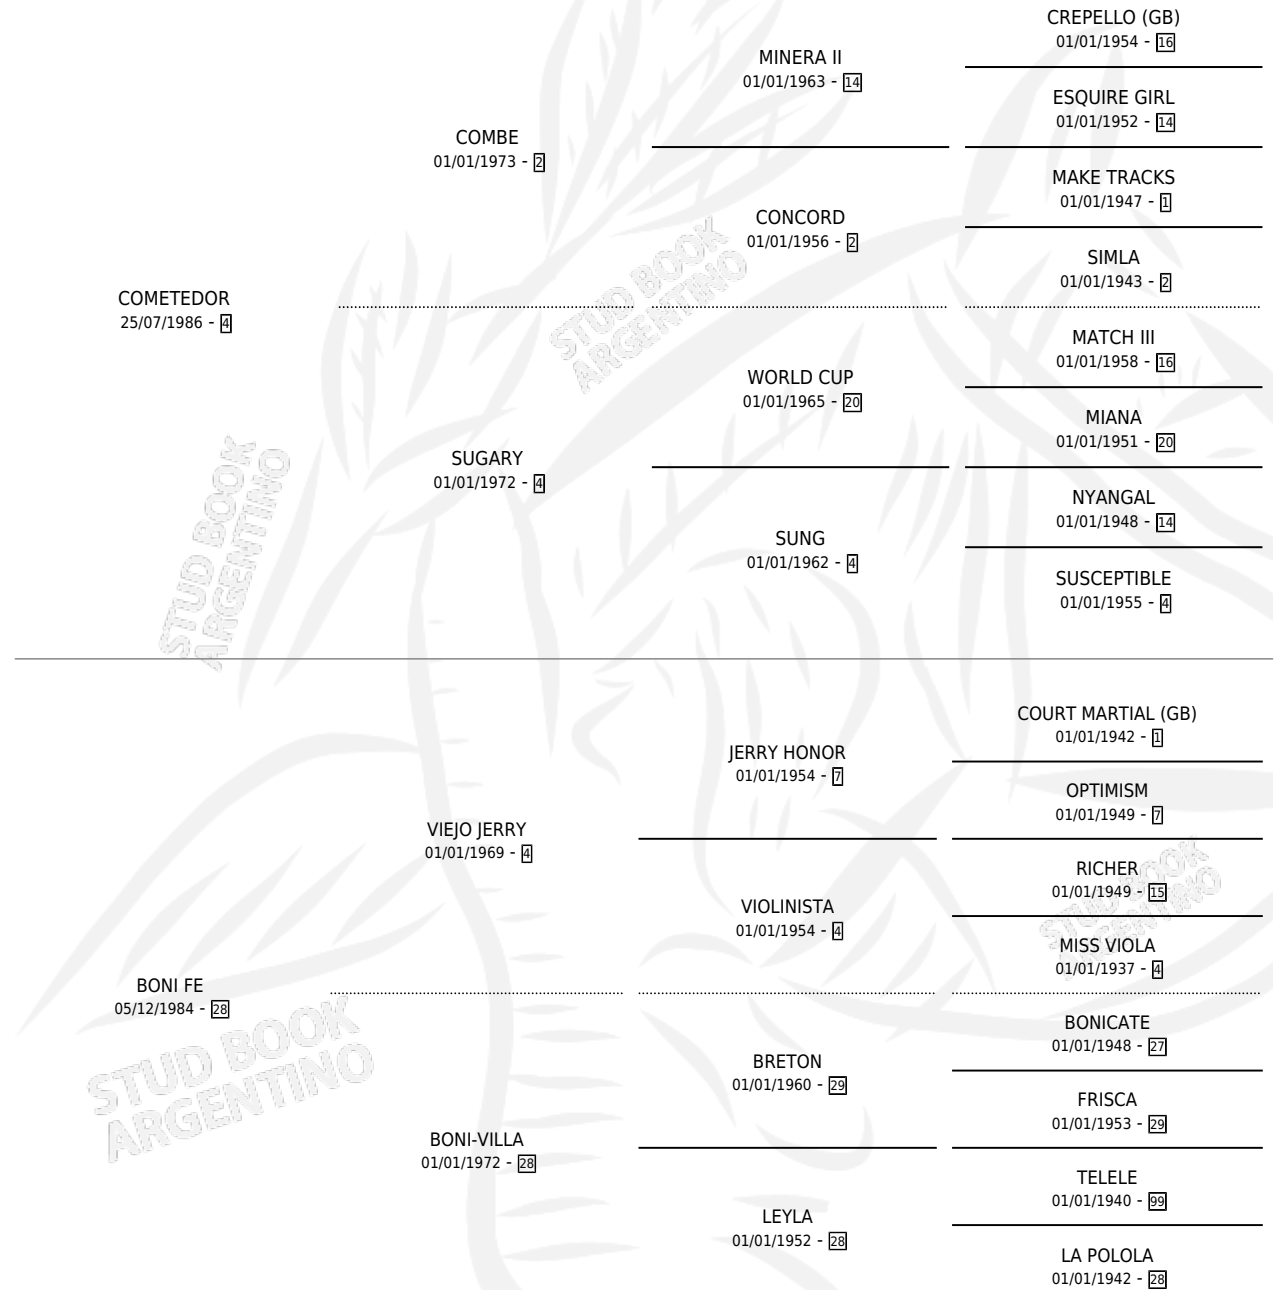 CREPELLO (GB)
01/01/1954 - 16
MINERA II
01/01/1963 - 14
ESQUIRE GIRL
01/01/1952 - 14
COMBE
01/01/1973 - 2
MAKE TRACKS
01/01/1947 - 1
CONCORD
01/01/1956 - 2
SIMLA
01/01/1943 - 2
COMETEDOR
25/07/1986 - 4
MATCH III
01/01/1958 - 16
WORLD CUP
01/01/1965 - 20
MIANA
01/01/1951 - 20
SUGARY
01/01/1972 - 4
NYANGAL
01/01/1948 - 14
SUNG
01/01/1962 - 4
SUSCEPTIBLE
01/01/1955 - 4
STUD BOOK
ARGENTINO
STUD BOOK
ARGENTINO
COURT MARTIAL (GB)
01/01/1942 - 1
JERRY HONOR
01/01/1954 - 7
OPTIMISM
01/01/1949 - 7
VIEJO JERRY
01/01/1969 - 4
RICHER
01/01/1949 - 15
VIOLINISTA
01/01/1954 - 4
MISS VIOLA
01/01/1937 - 4
BONI FE
05/12/1984 - 28
BONICATE
01/01/1948 - 27
BRETON
01/01/1960 - 29
FRISCA
01/01/1953 - 29
BONI-VILLA
01/01/1972 - 28
TELELE
01/01/1940 - 99
LEYLA
01/01/1952 - 28
LA POLOLA
01/01/1942 - 28
STUD BOOK
ARGENTINO
STUD BOOK
ARGENTINO